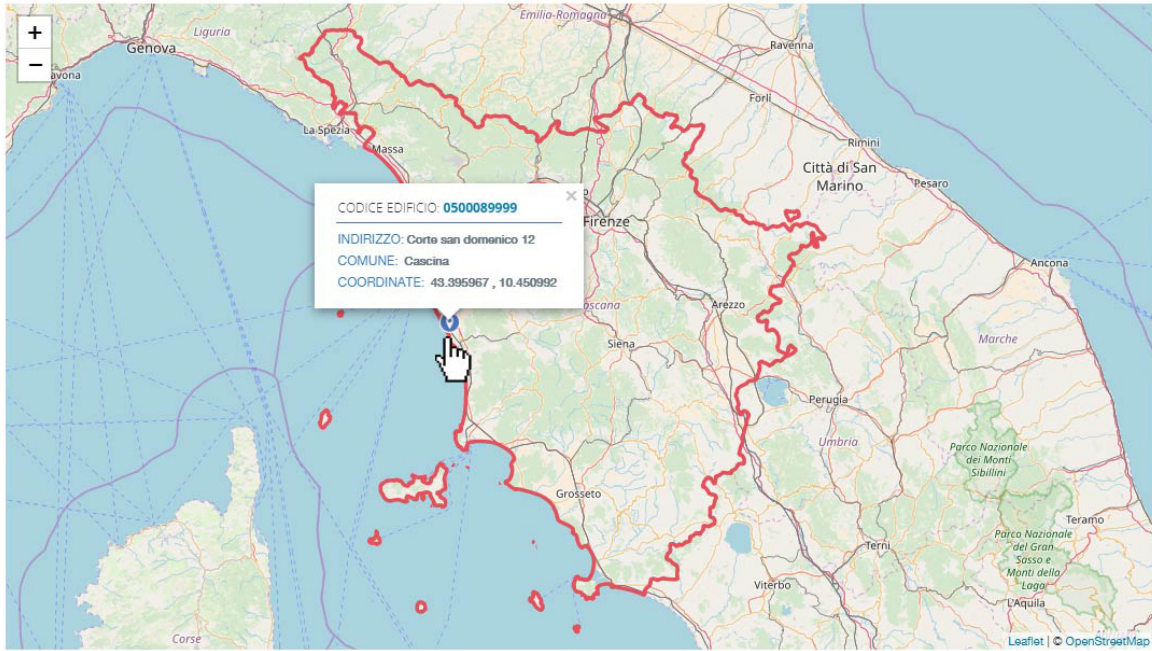 Emilia-Romagna
+
Liguria
Genova
Ravenna
−
Forlì
La Spezia
Rimini
Massa
Città di San
Marino
Pesaro
×
CODICE EDIFICIO: 0500089999
Firenze
INDIRIZZO: Corte san domenico 12
COMUNE: Cascina
Ancona
COORDINATE: 43.395967 , 10.450992
Arezzo
Siena
Marche
Perugia
Umbria
Parco Nazionale
dei Monti
Sibillini
Grosseto
Teramo
Parco Nazionale
del Gran
Sasso e
Monti della
Laga
Terni
Viterbo
L'Aquila
Corse
Leaflet | © OpenStreetMap